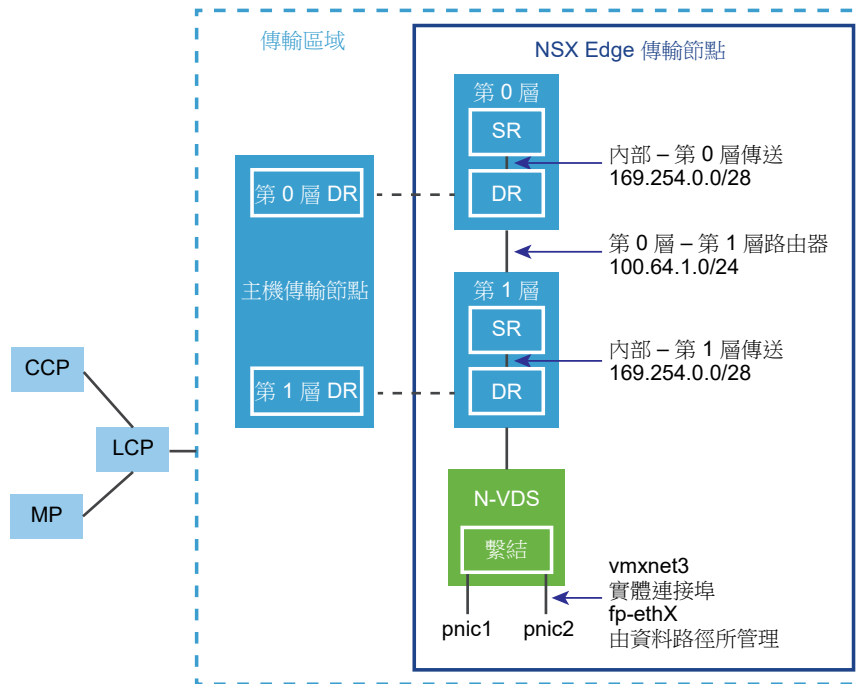 傳輸區域
NSX Edge 傳輸節點
第 0 層
SR
內部 – 第 0 層傳送
169.254.0.0/28
DR
第 0 層 DR
主機傳輸節點
第 1 層 DR
第 0 層 – 第 1 層路由器
100.64.1.0/24
第 1 層
SR
內部 – 第 1 層傳送
169.254.0.0/28
DR
CCP
LCP
MP
N-VDS
繫結
pnic1
pnic2
vmxnet3
實體連接埠
fp-ethX
由資料路徑所管理